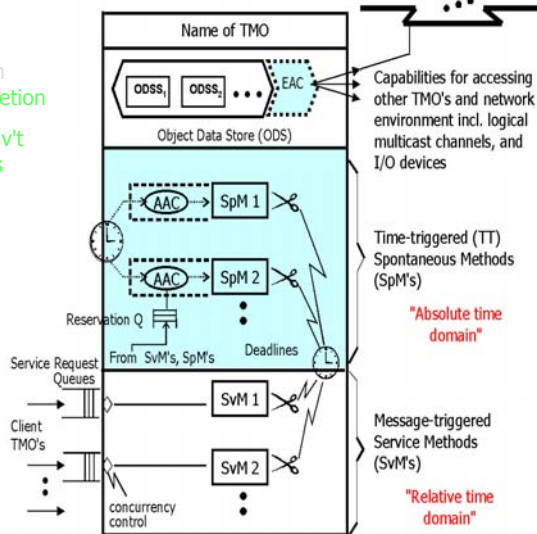 Name of TMO
ODSS1
ODSS2
EAC
Object Data Store (ODS)
Capabilities for accessing
other TMO's and network
environment incl. logical
multicast channels, and
I/O devices
AAC
SpM 1
AAC
SpM 2
Reservation Q
From SvM's, SpM's
Deadlines
Time-triggered (TT)
Spontaneous Methods
(SpM's)
"Absolute time
domain"
Service Request
Queues
SvM 1
Client
TMO's
SvM 2
concurrency
control
Message-triggered
Service Methods
(SvM's)
"Relative time
domain"